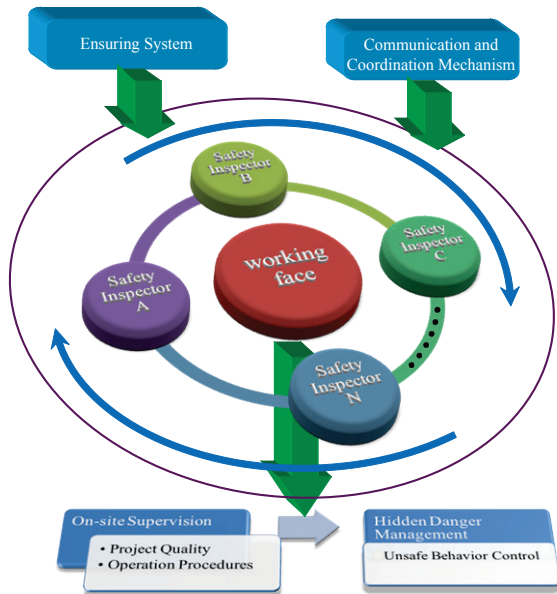 Ensuring System
Communication and
Coordination Mechanism
Safety
Inspector
B
Safety
Inspector
C
working
face
Safety
Inspector
A
Safety
Inspector
N
On-site Supervision
• Project Quality
• Operation Procedures
Hidden Danger
Management
Unsafe Behavior Control